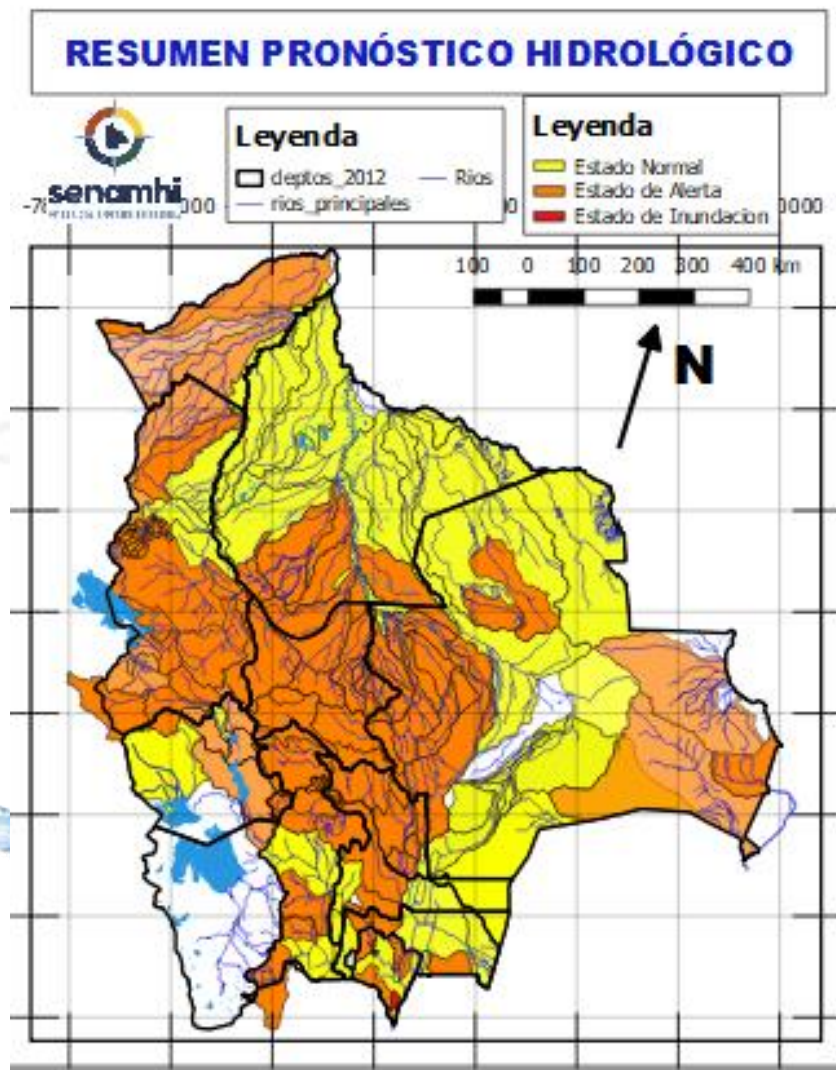 RESUMEN PRONÓSTICO HIDROLÓGICO
senamhi
Leyenda
deptos_2012
Rios
rios_principales
Leyenda
Estado Normal
Estado de Alerta
Estado de Inundacion
100 0 100 200 300 400 km
N